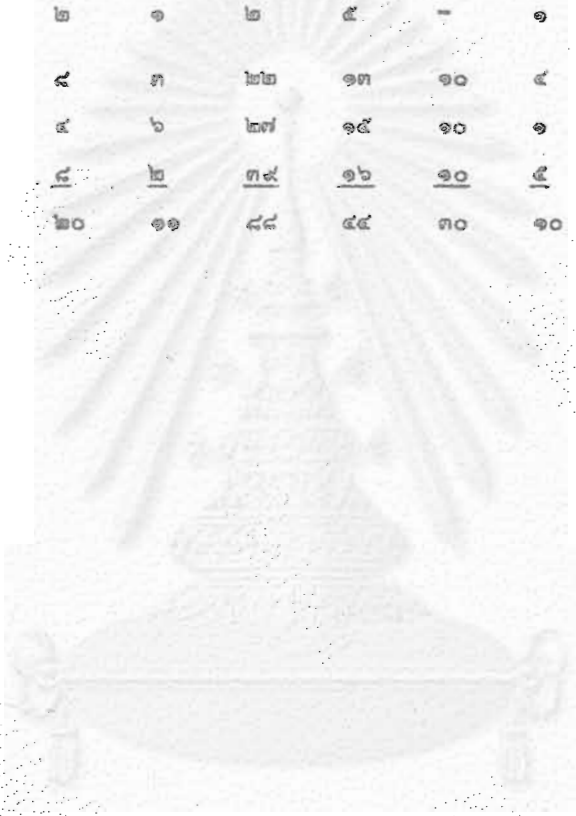 ๒ ๑ ๒ ๕ - ๑
๘ ๓ ๒๒ ๑๓ ๑๐ ๔
๔ ๖ ๒๗ ๑๕ ๑๐ ๑
๘ ๒ ๓๙ ๑๖ ๑๐ ๕
๒๐ ๑๑ ๘๘ ๔๔ ๓๐ ๑๐